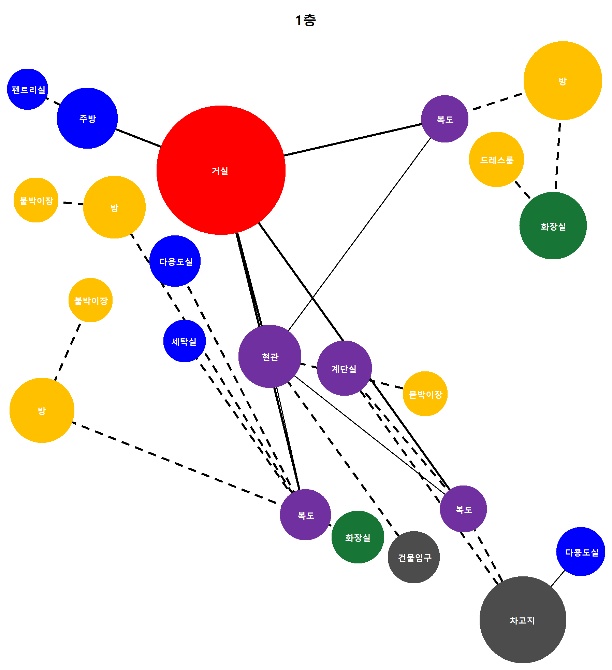 1층
팬트리실
주방
거실
복도
방
드레스룸
화장실
붙박이장
방
다용도실
붙박이장
세탁실
현관
계단실
붙박이장
방
복도
화장실
건물입구
복도
다용도실
차고지